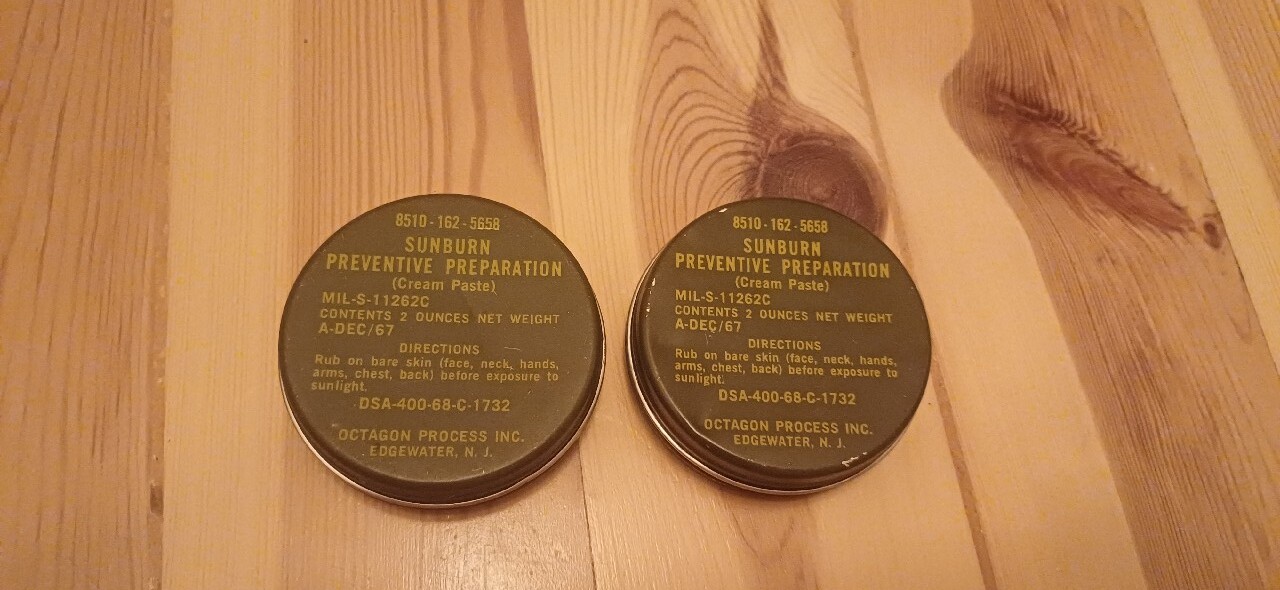 8510-162-5658
SUNBURN
PREVENTIVE PREPARATION
(Cream Paste)
MIL-S-11262C
CONTENTS 2 OUNCES NET WEIGHT
A-DEC/67
DIRECTIONS
Rub on bare skin (face, neck, hands,
arms, chest, back) before exposure to
sunlight.
DSA-400-68-C-1732
OCTAGON PROCESS INC.
EDGEWATER, N. J.
8510-162-5658
SUNBURN
PREVENTIVE PREPARATION
(Cream Paste)
MIL-S-11262C
CONTENTS 2 OUNCES NET WEIGHT
A-DEC/67
DIRECTIONS
Rub on bare skin (face, neck, hands,
arms, chest, back) before exposure to
sunlight.
DSA-400-68-C-1732
OCTAGON PROCESS INC.
EDGEWATER, N. J.